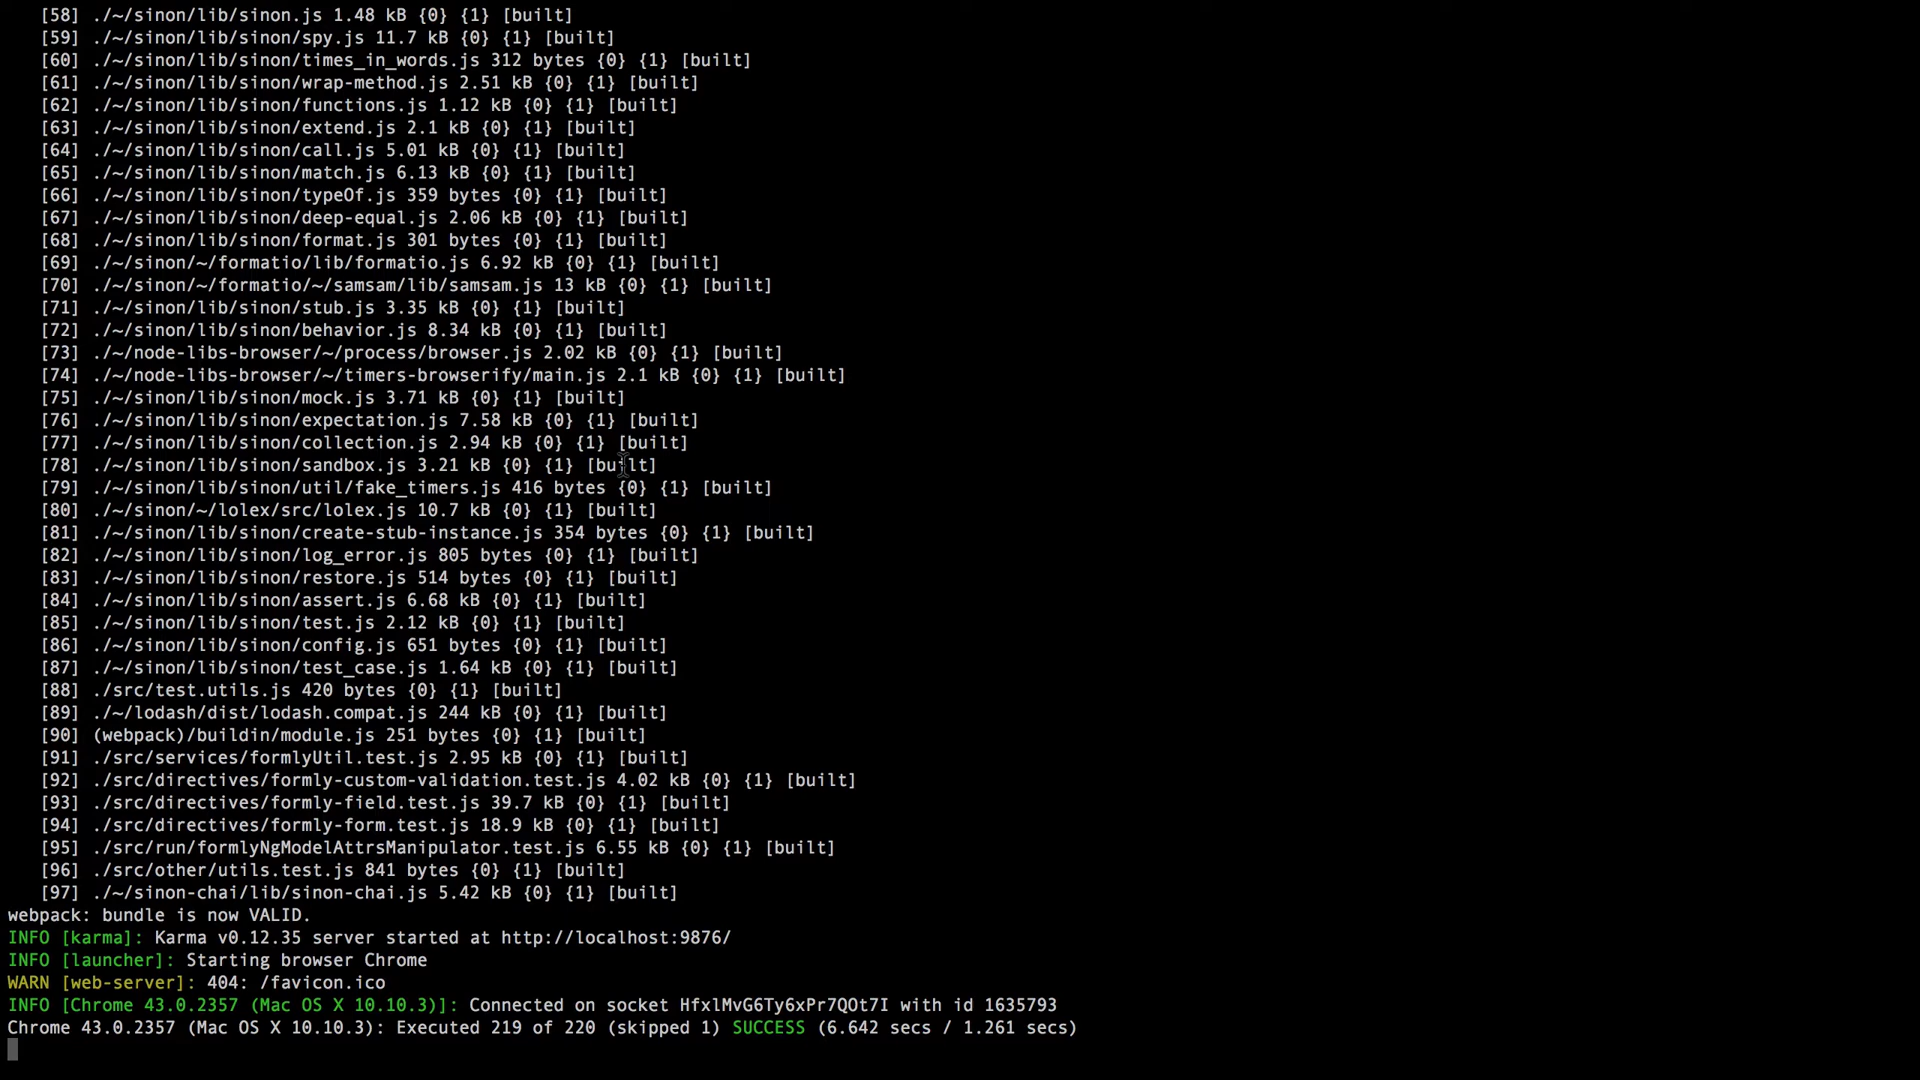 [58] ./~/sinon/lib/sinon.js 1.48 kB {0} {1} [built]
[59] ./~/sinon/lib/sinon/spy.js 11.7 kB {0} {1} [built]
[60] ./~/sinon/lib/sinon/times_in_words.js 312 bytes {0} {1} [built]
[61] ./~/sinon/lib/sinon/wrap-method.js 2.51 kB {0} {1} [built]
[62] ./~/sinon/lib/sinon/functions.js 1.12 kB {0} {1} [built]
[63] ./~/sinon/lib/sinon/extend.js 2.1 kB {0} {1} [built]
[64] ./~/sinon/lib/sinon/call.js 5.01 kB {0} {1} [built]
[65] ./~/sinon/lib/sinon/match.js 6.13 kB {0} {1} [built]
[66] ./~/sinon/lib/sinon/typeOf.js 359 bytes {0} {1} [built]
[67] ./~/sinon/lib/sinon/deep-equal.js 2.06 kB {0} {1} [built]
[68] ./~/sinon/lib/sinon/format.js 301 bytes {0} {1} [built]
[69] ./~/sinon/~/formatio/lib/formatio.js 6.92 kB {0} {1} [built]
[70] ./~/sinon/~/formatio/~/samsam/lib/samsam.js 13 kB {0} {1} [built]
[71] ./~/sinon/lib/sinon/stub.js 3.35 kB {0} {1} [built]
[72] ./~/sinon/lib/sinon/behavior.js 8.34 kB {0} {1} [built]
[73] ./~/node-libs-browser/~/process/browser.js 2.02 kB {0} {1} [built]
[74] ./~/node-libs-browser/~/timers-browserify/main.js 2.1 kB {0} {1} [built]
[75] ./~/sinon/lib/sinon/mock.js 3.71 kB {0} {1} [built]
[76] ./~/sinon/lib/sinon/expectation.js 7.58 kB {0} {1} [built]
[77] ./~/sinon/lib/sinon/collection.js 2.94 kB {0} {1} [built]
[78] ./~/sinon/lib/sinon/sandbox.js 3.21 kB {0} {1} [built]
[79] ./~/sinon/lib/sinon/util/fake_timers.js 416 bytes {0} {1} [built]
[80] ./~/sinon/~/lolex/src/lolex.js 10.7 kB {0} {1} [built]
[81] ./~/sinon/lib/sinon/create-stub-instance.js 354 bytes {0} {1} [built]
[82] ./~/sinon/lib/sinon/log_error.js 805 bytes {0} {1} [built]
[83] ./~/sinon/lib/sinon/restore.js 514 bytes {0} {1} [built]
[84] ./~/sinon/lib/sinon/assert.js 6.68 kB {0} {1} [built]
[85] ./~/sinon/lib/sinon/test.js 2.12 kB {0} {1} [built]
[86] ./~/sinon/lib/sinon/config.js 651 bytes {0} {1} [built]
[87] ./~/sinon/lib/sinon/test_case.js 1.64 kB {0} {1} [built]
[88] ./src/test.utils.js 420 bytes {0} {1} [built]
[89] ./~/lodash/dist/lodash.compat.js 244 kB {0} {1} [built]
[90] (webpack)/buildin/module.js 251 bytes {0} {1} [built]
[91] ./src/services/formlyUtil.test.js 2.95 kB {0} {1} [built]
[92] ./src/directives/formly-custom-validation.test.js 4.02 kB {0} {1} [built]
[93] ./src/directives/formly-field.test.js 39.7 kB {0} {1} [built]
[94] ./src/directives/formly-form.test.js 18.9 kB {0} {1} [built]
[95] ./src/run/formlyNgModelAttrsManipulator.test.js 6.55 kB {0} {1} [built]
[96] ./src/other/utils.test.js 841 bytes {0} {1} [built]
[97] ./~/sinon-chai/lib/sinon-chai.js 5.42 kB {0} {1} [built]
webpack: bundle is now VALID.
INFO [karma]: Karma v0.12.35 server started at http://localhost:9876/
INFO [launcher]: Starting browser Chrome
WARN [web-server]: 404: /favicon.ico
INFO [Chrome 43.0.2357 (Mac OS X 10.10.3)]: Connected on socket HfxlMvG6Ty6xPr7QOt7I with id 1635793
Chrome 43.0.2357 (Mac OS X 10.10.3): Executed 219 of 220 (skipped 1) SUCCESS (6.642 secs / 1.261 secs)